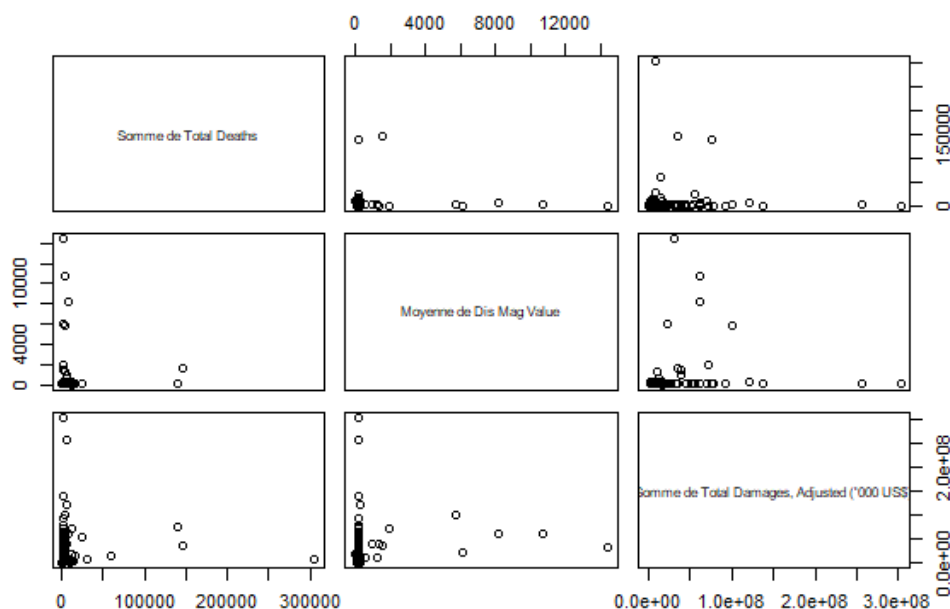 0 4000 8000 12000
Somme de Total Deaths
0 150000
0 4000 10000
Moyenne de Dis Mag Value
Somme de Total Damages, Adjusted ('000 US$
0.0e+00 2.0e+08
0 100000 200000 300000
0.0e+00 1.0e+08 2.0e+08 3.0e+08